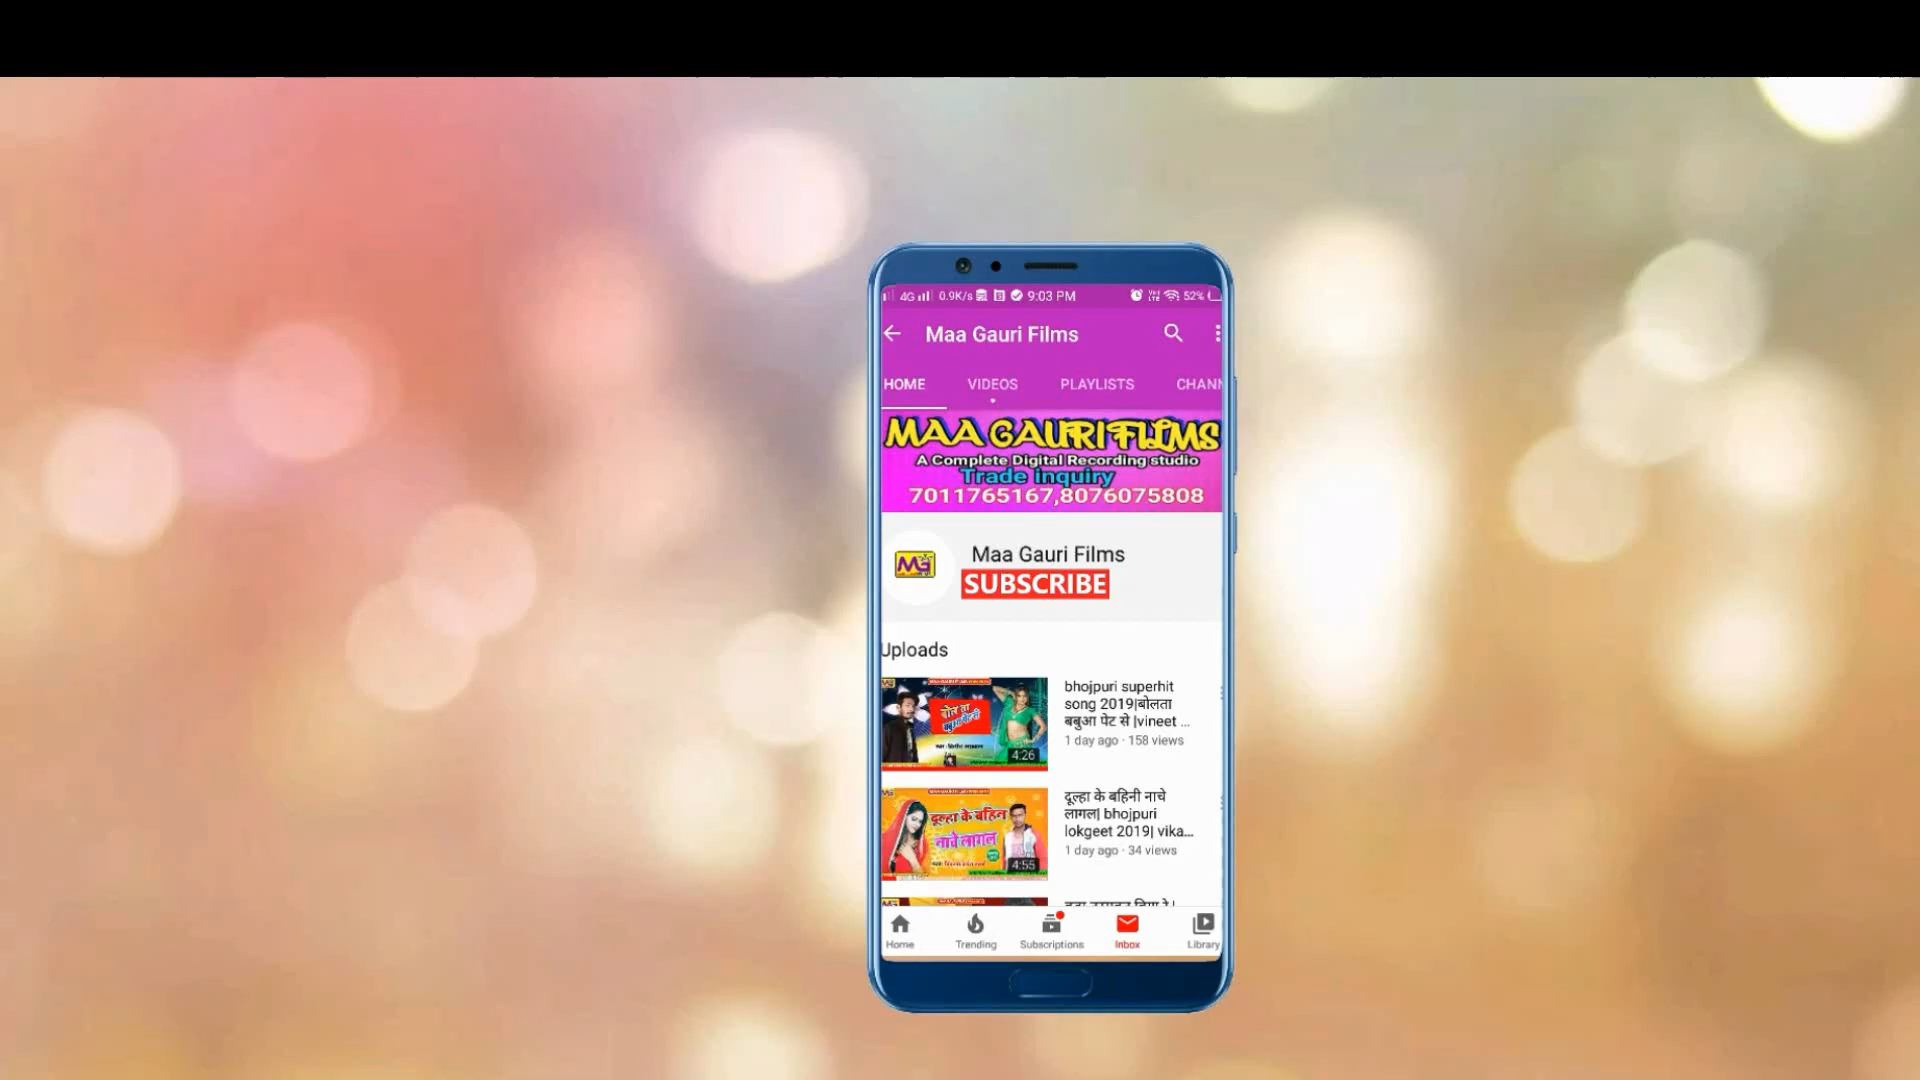 4G 0.9K/s 9:03 PM 52%
Maa Gauri Films
HOME VIDEOS PLAYLISTS CHANN
MAA GAURI FILMS
A Complete Digital Recording studio
Trade inquiry
7011765167,8076075808
Maa Gauri Films
SUBSCRIBE
Uploads
4:26
bhojpuri superhit
song 2019|बोलता
बबुआ पेट से |vineet ...
1 day ago · 158 views
दूल्हा के बहिन
नाचे लागल
4:55
दूल्हा के बहिनी नाचे
लागल| bhojpuri
lokgeet 2019| vika...
1 day ago · 34 views
Home Trending Subscriptions Inbox Library